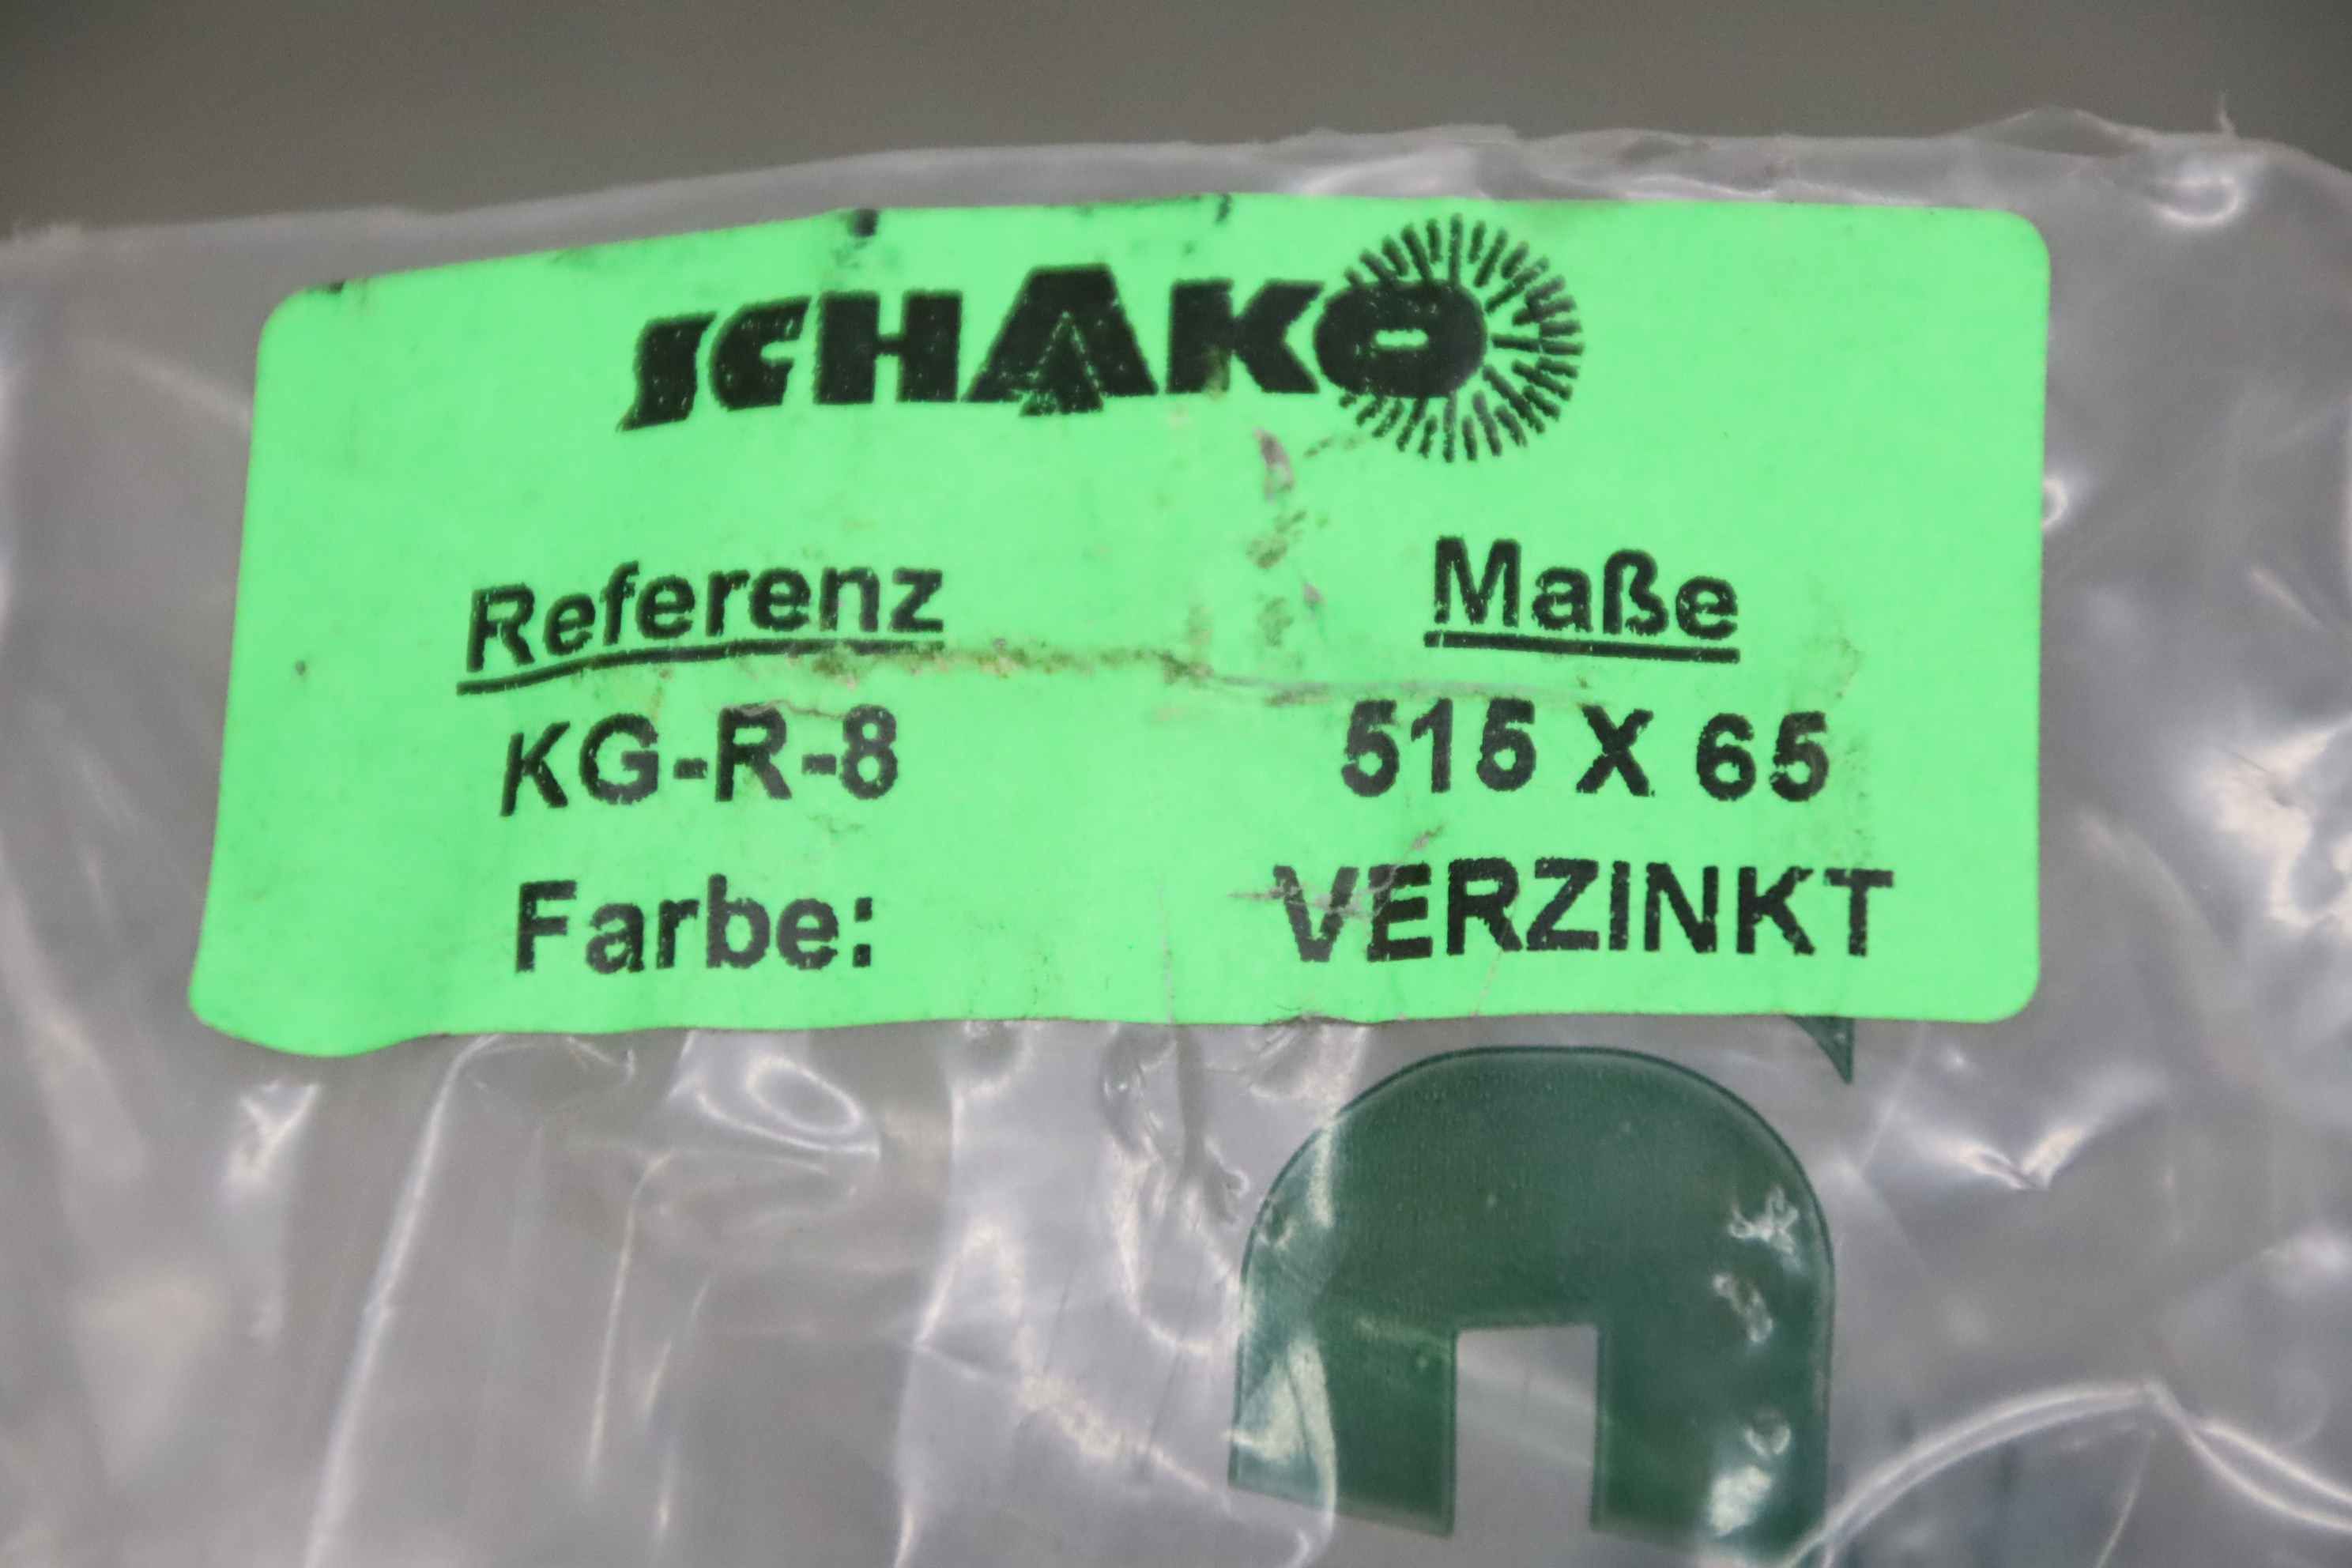 SCHAKO
Referenz Maße
KG-R-8 515 X 65
Farbe: VERZINKT